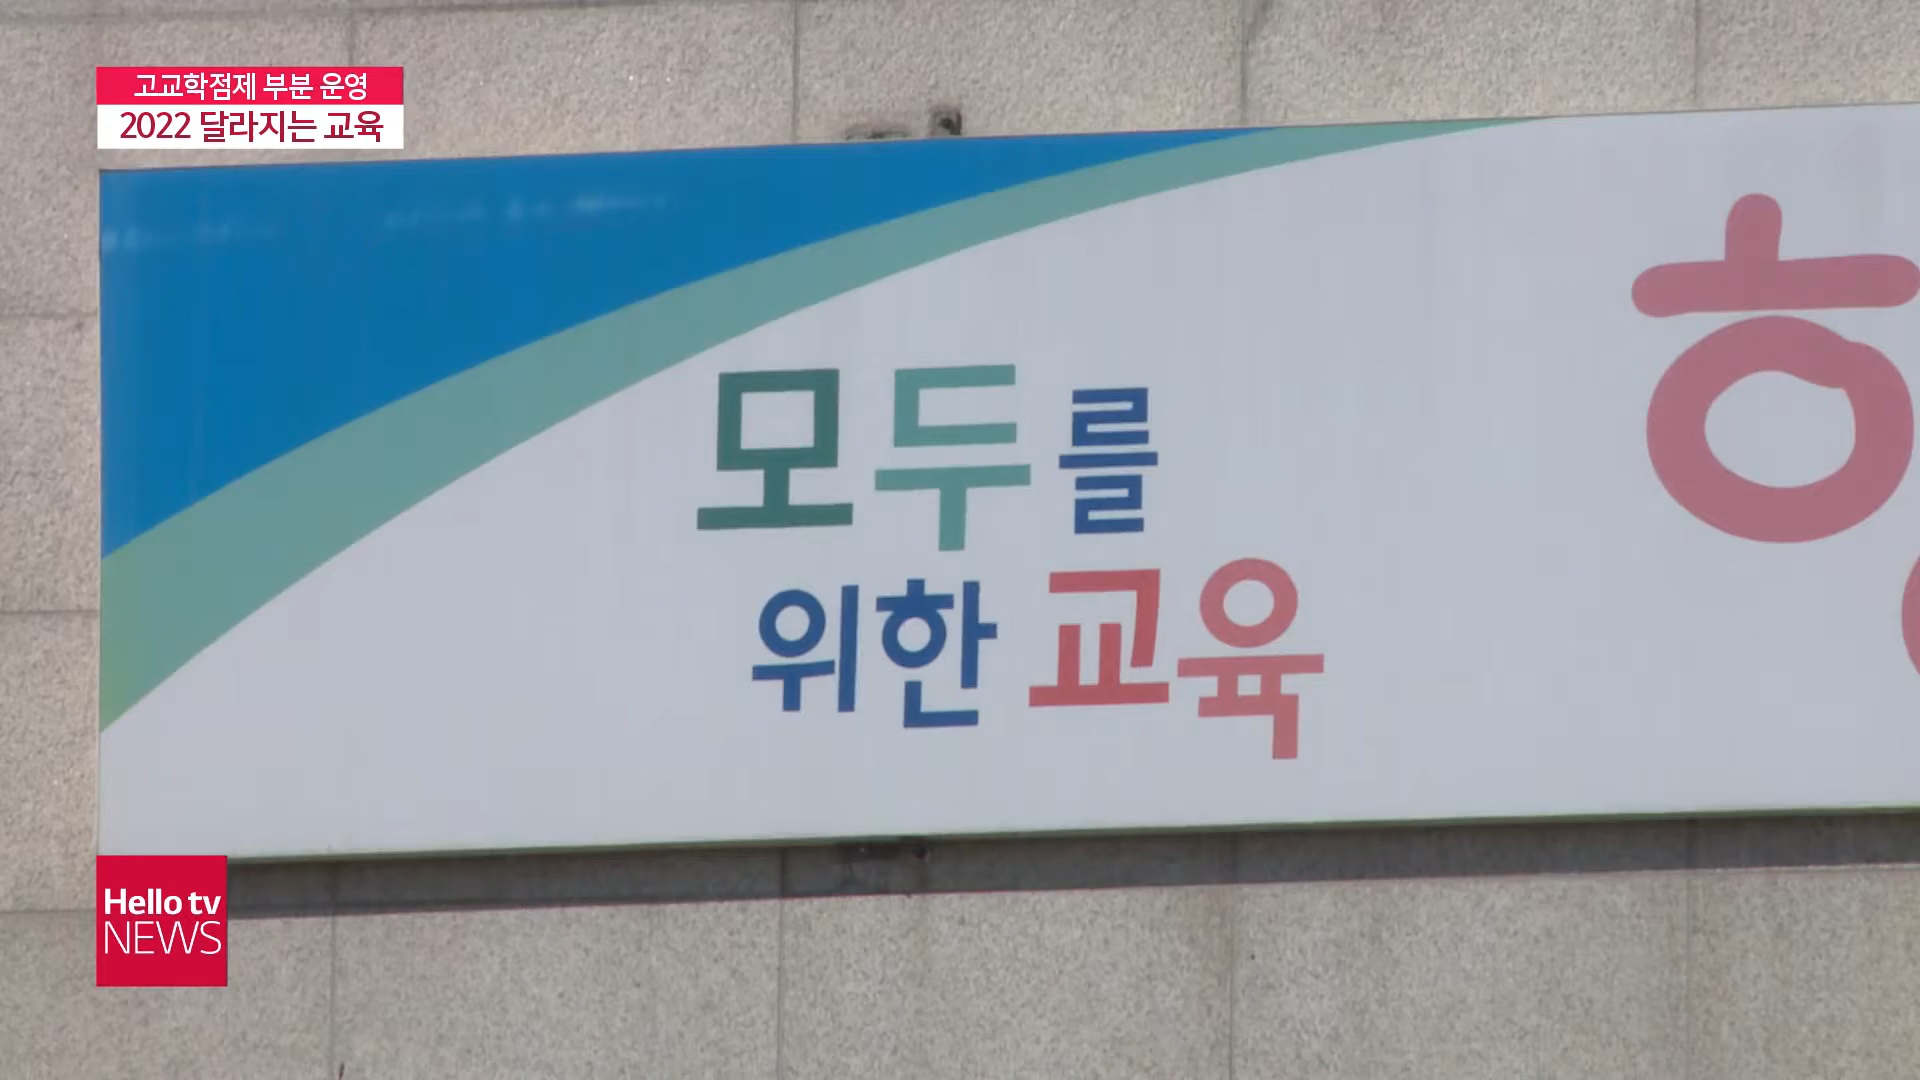 고교학점제 부분 운영
2022 달라지는 교육
모두를
위한 교육
Hello tv
NEWS